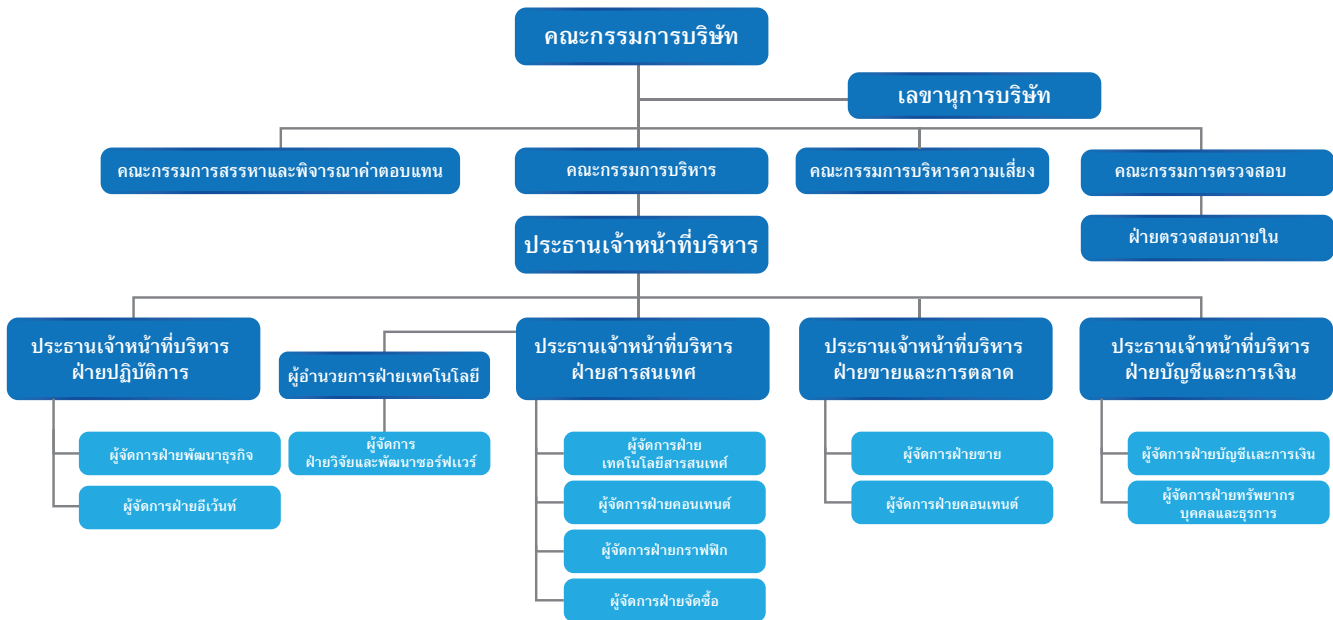 คณะกรรมการบริษัท
เลขานุการบริษัท
คณะกรรมการสรรหาและพิจารณาค่าตอบแทน
คณะกรรมการบริหาร
คณะกรรมการบริหารความเสี่ยง
คณะกรรมการตรวจสอบ
ประธานเจ้าหน้าที่บริหาร
ฝ่ายตรวจสอบภายใน
ประธานเจ้าหน้าที่บริหาร
ฝ่ายปฏิบัติการ
ผู้อำนวยการฝ่ายเทคโนโลยี
ประธานเจ้าหน้าที่บริหาร
ฝ่ายสารสนเทศ
ประธานเจ้าหน้าที่บริหาร
ฝ่ายขายและการตลาด
ประธานเจ้าหน้าที่บริหาร
ฝ่ายบัญชีและการเงิน
ผู้จัดการฝ่ายพัฒนาธุรกิจ
ผู้จัดการฝ่ายอีเว้นท์
ผู้จัดการ
ฝ่ายวิจัยและพัฒนาซอร์ฟแวร์
ผู้จัดการฝ่าย
เทคโนโลยีสารสนเทศ
ผู้จัดการฝ่ายคอนเทนต์
ผู้จัดการฝ่ายกราฟฟิก
ผู้จัดการฝ่ายจัดซื้อ
ผู้จัดการฝ่ายขาย
ผู้จัดการฝ่ายคอนเทนต์
ผู้จัดการฝ่ายบัญชีและการเงิน
ผู้จัดการฝ่ายทรัพยากร
บุคคลและธุรการ